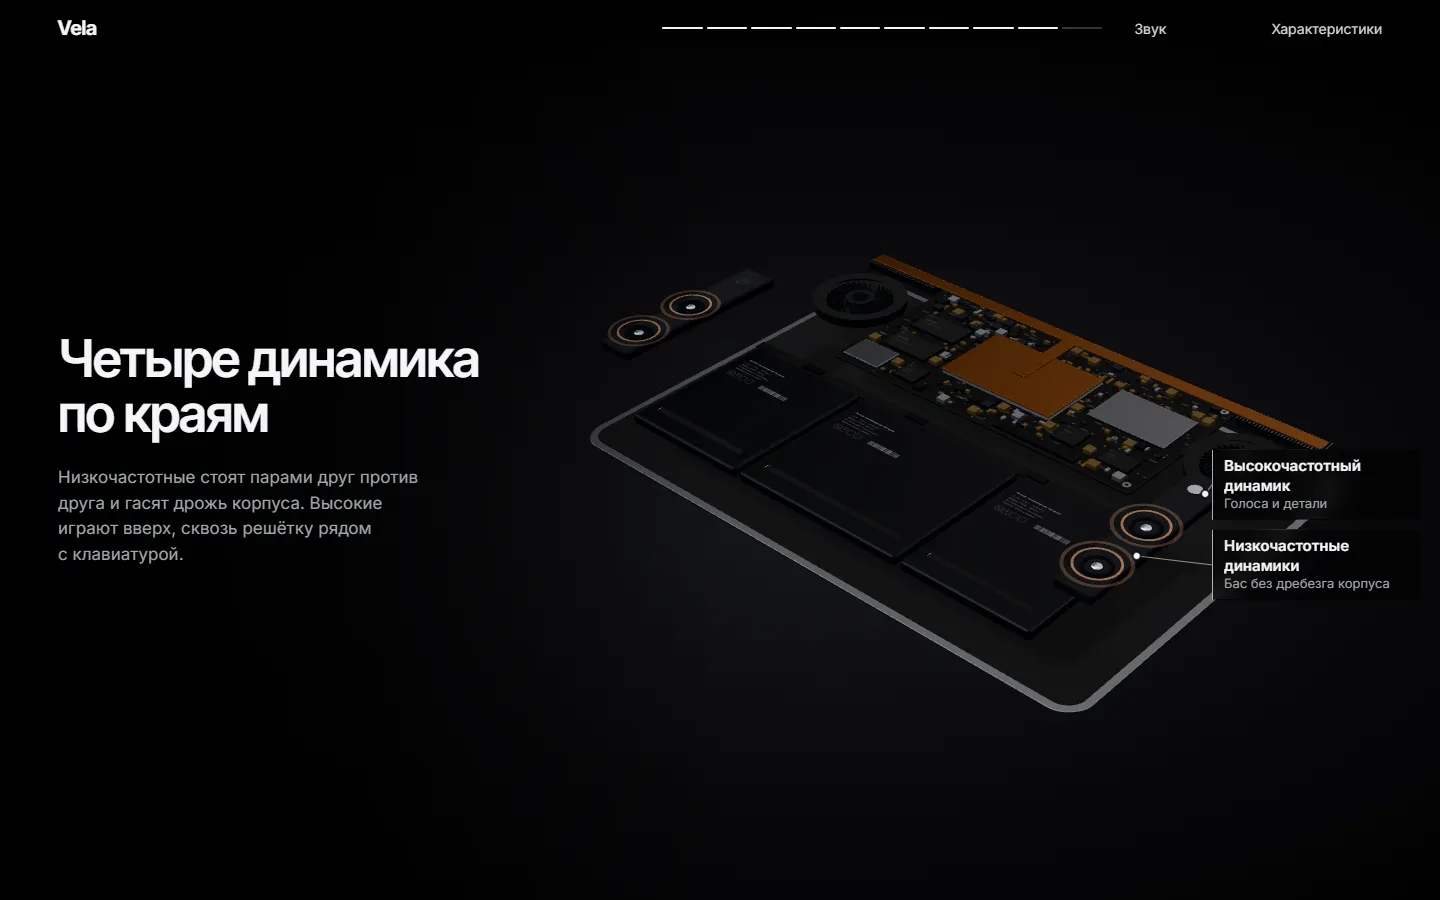 Vela
Звук
Характеристики
Четыре динамика
по краям
Низкочастотные стоят парами друг против
друга и гасят дрожь корпуса. Высокие
играют вверх, сквозь решётку рядом
с клавиатурой.
Высокочастотный
динамик
Голоса и детали
Низкочастотные
динамики
Бас без дребезга корпуса